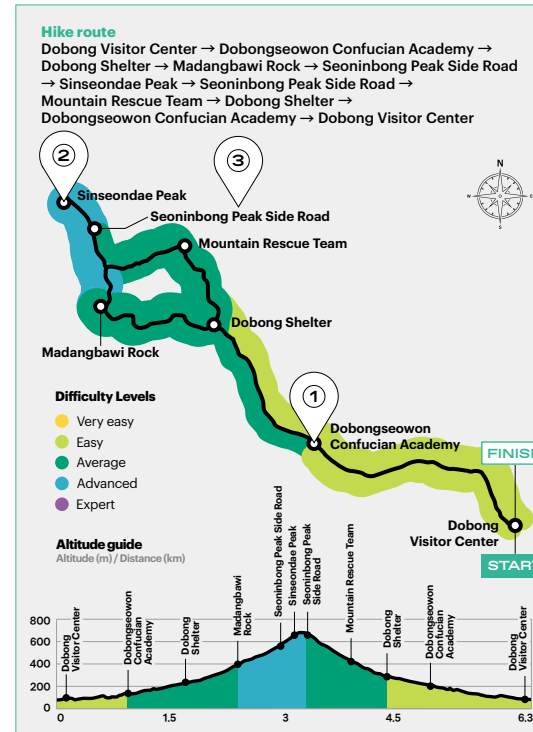 Hike route
Dobong Visitor Center → Dobongseowon Confucian Academy →
Dobong Shelter → Madangbawi Rock → Seoninbong Peak Side Road
→ Sinseondae Peak → Seoninbong Peak Side Road →
Mountain Rescue Team → Dobong Shelter →
Dobongseowon Confucian Academy → Dobong Visitor Center
2
3
N
W
E
S
Sinseondae Peak
Seoninbong Peak Side Road
Mountain Rescue Team
Dobong Shelter
Madangbawi Rock
1
Difficulty Levels
Very easy
Easy
Average
Advanced
Expert
Dobongseowon
Confucian Academy
FINISH
Dobong
Visitor Center
START
Altitude guide
Altitude (m) / Distance (km)
800
600
400
200
0
Dobong
Visitor Center
Dobongseowon
Confucian
Academy
Dobong
Shelter
Madangbawi
Rock
Seoninbong Peak Side Road
Sinseondae Peak
Seoninbong Peak
Side Road
Mountain Rescue Team
Dobong
Shelter
Dobongseowon
Confucian
Academy
Dobong
Visitor Center
0
1.5
3
4.5
6.3